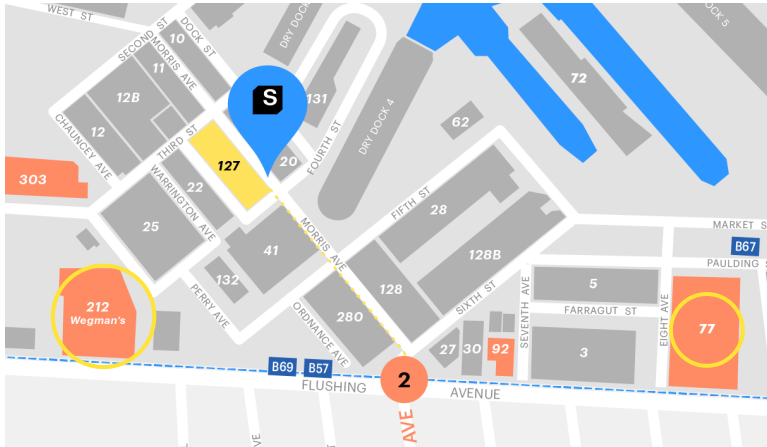 WEST ST
SECOND ST
DOCK ST
10
MORRIS AVE
11
12B
12
CHAUNCEY AVE
DRY DOCK
DRY DOCK 4
DOCK 5
S
131
72
62
THIRD ST
127
20
FOURTH ST
303
WARRINGTON AVE
22
25
FIFTH ST
28
MORRIS AVE
41
128B
MARKET S
B67
PAULDING S
132
PERRY AVE
128
SIXTH ST
5
SEVENTH AVE
FARRAGUT ST
EIGHT AVE
212
Wegman's
280
ORDNANCE AVE
27
30
92
3
77
B69
B57
2
FLUSHING
AVENUE
AVE
AVE